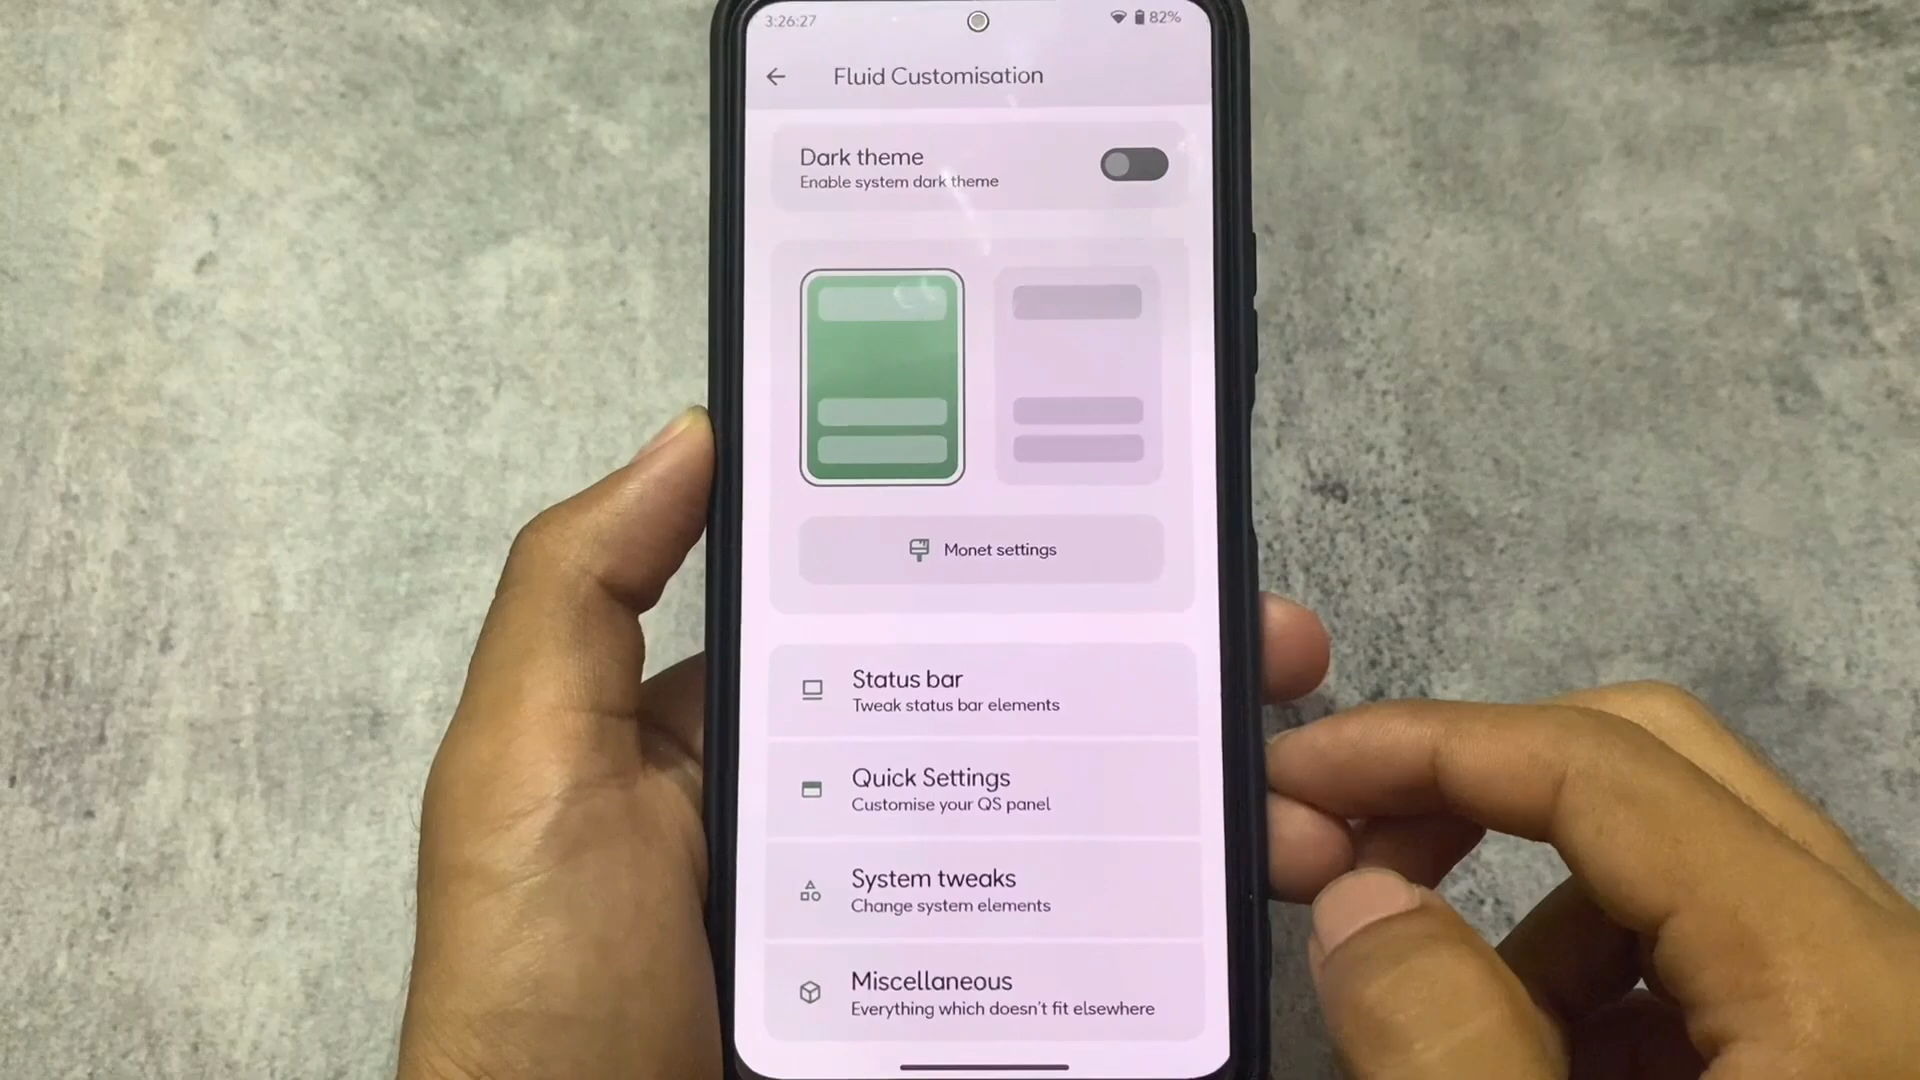 3:26:27
82%
Fluid Customisation
Dark theme
Enable system dark theme
Monet settings
Status bar
Tweak status bar elements
Quick Settings
Customise your QS panel
System tweaks
Change system elements
Miscellaneous
Everything which doesn't fit elsewhere